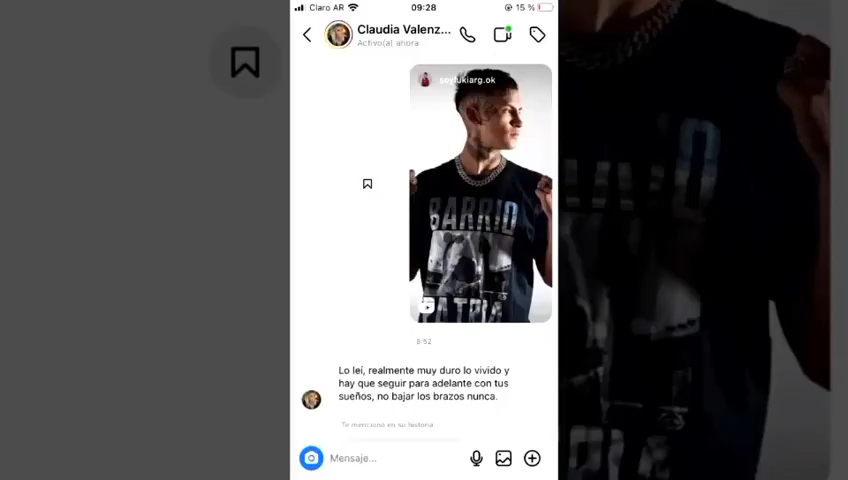 Claro AR
09:28
15 %
Claudia Valenz...
Activo(a) ahora
soyfukiarg.ok
BARRIO
PATRIA
8:52
Lo leí, realmente muy duro lo vivido y
hay que seguir para adelante con tus
sueños, no bajar los brazos nunca.
Te mencionó en su historia
Mensaje...